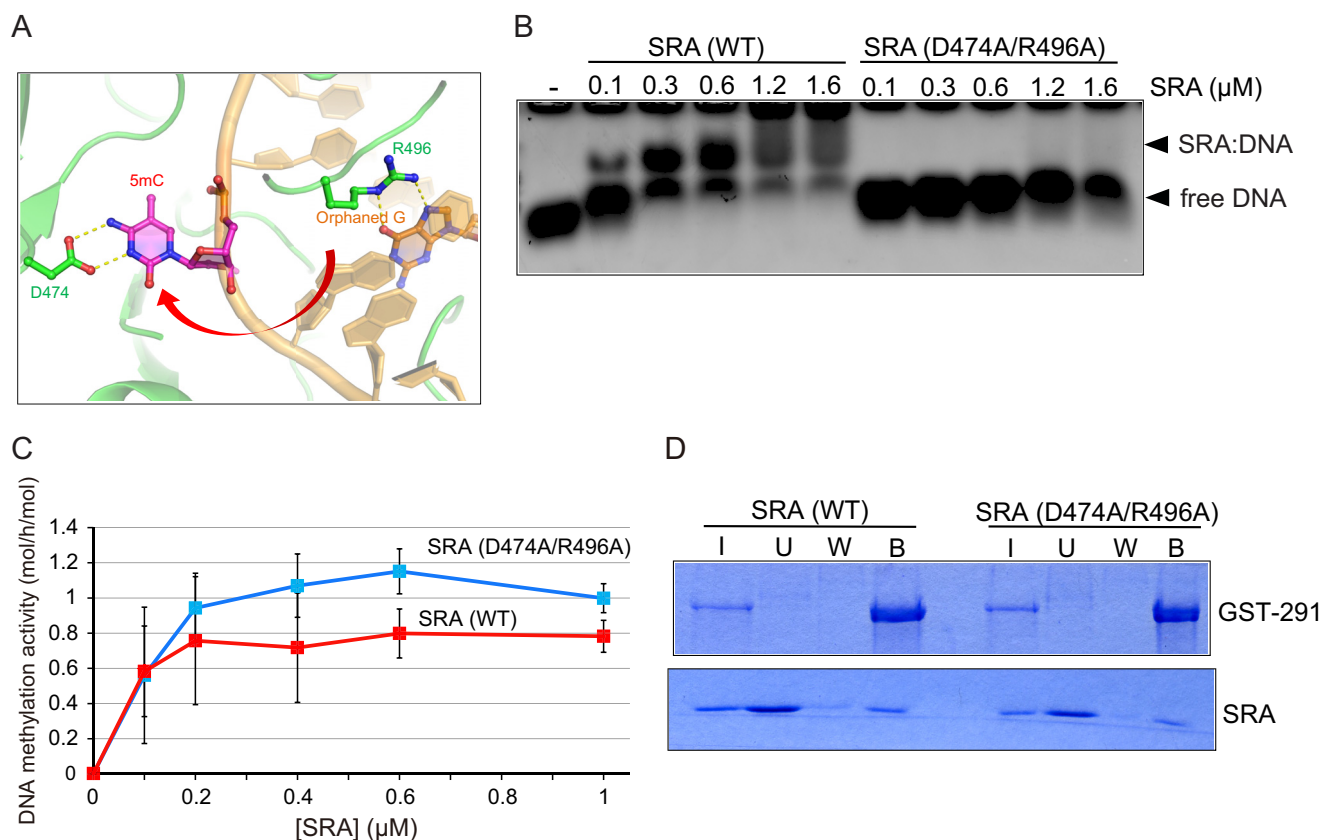 A
5mC
D474
R496
Orphaned G
B
SRA (WT) SRA (D474A/R496A)
- 0.1 0.3 0.6 1.2 1.6 0.1 0.3 0.6 1.2 1.6 SRA (µM)
SRA:DNA
free DNA
C
DNA methylation activity (mol/h/mol)
1.4
1.2
1
0.8
0.6
0.4
0.2
0
SRA (D474A/R496A)
SRA (WT)
0 0.2 0.4 0.6 0.8 1
[SRA] (µM)
D
SRA (WT) SRA (D474A/R496A)
I U W B I U W B
GST-291
SRA